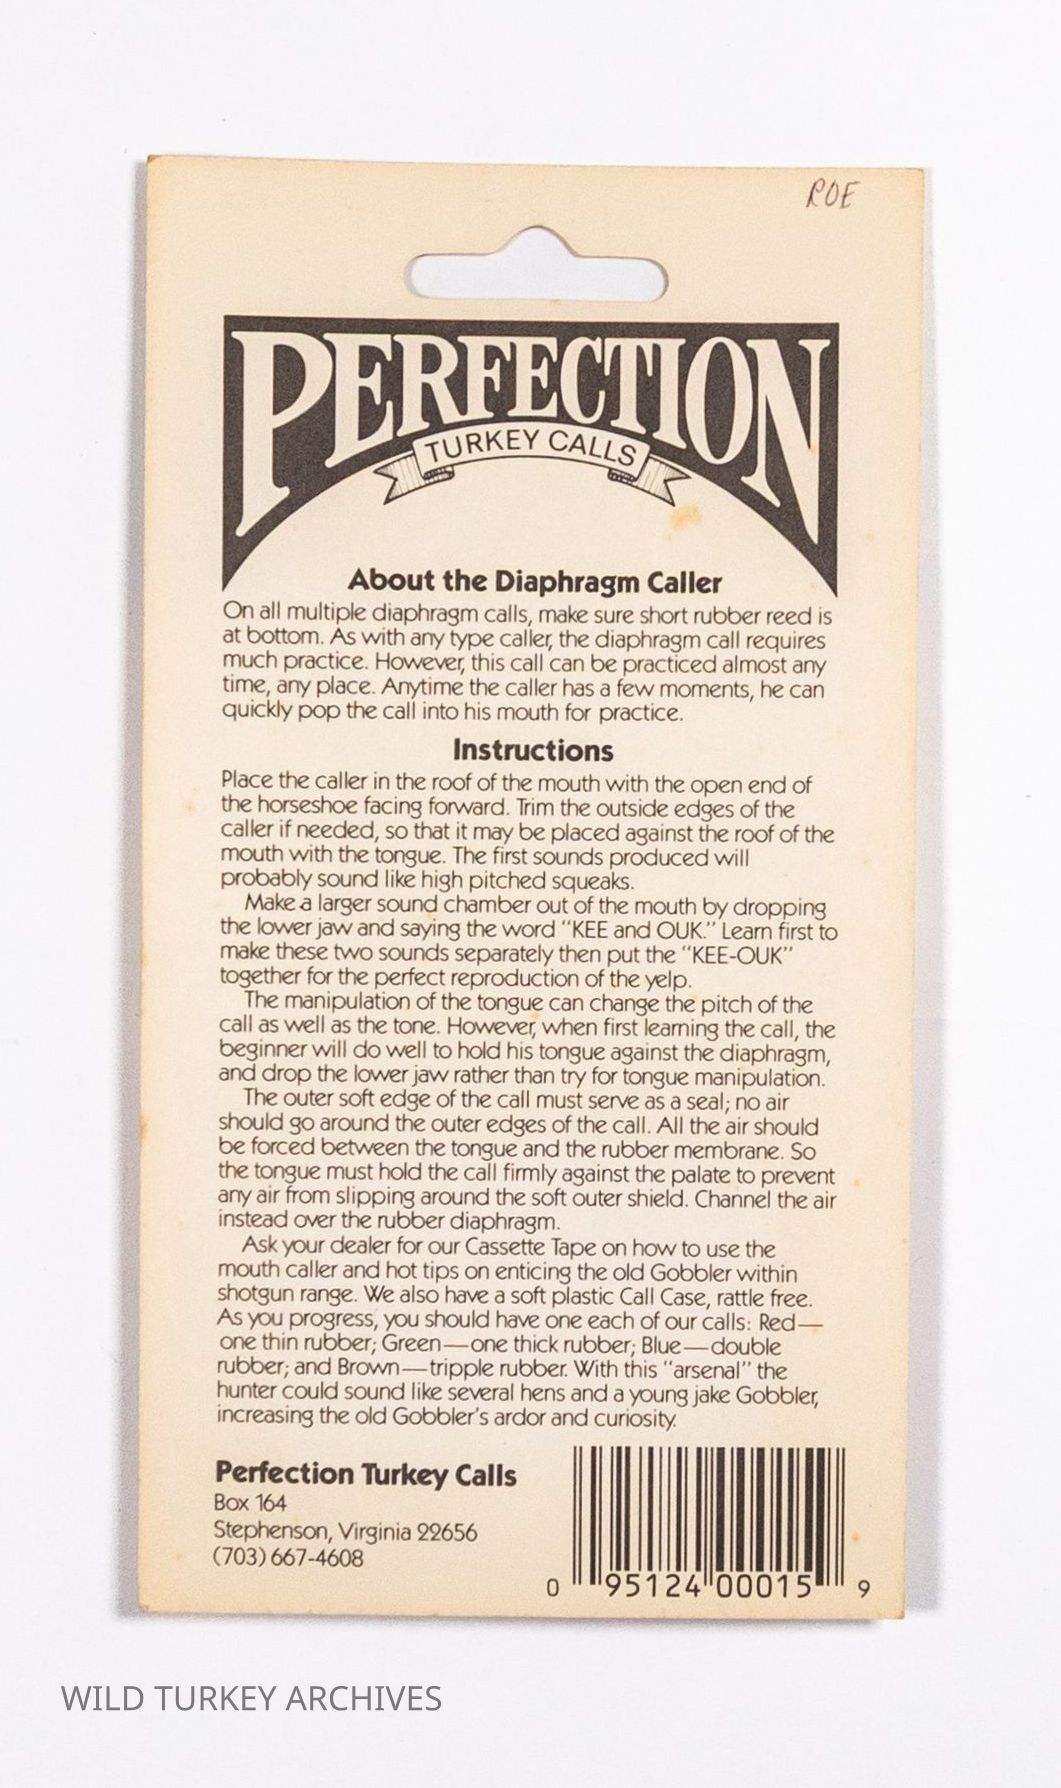 ROE
PERFECTION
TURKEY CALLS
About the Diaphragm Caller
On all multiple diaphragm calls, make sure short rubber reed is
at bottom. As with any type caller, the diaphragm call requires
much practice. However, this call can be practiced almost any
time, any place. Anytime the caller has a few moments, he can
quickly pop the call into his mouth for practice.
Instructions
Place the caller in the roof of the mouth with the open end of
the horseshoe facing forward. Trim the outside edges of the
caller if needed, so that it may be placed against the roof of the
mouth with the tongue. The first sounds produced will
probably sound like high pitched squeaks.
Make a larger sound chamber out of the mouth by dropping
the lower jaw and saying the word "KEE and OUK." Learn first to
make these two sounds separately then put the "KEE-OUK"
together for the perfect reproduction of the yelp.
The manipulation of the tongue can change the pitch of the
call as well as the tone. However, when first learning the call, the
beginner will do well to hold his tongue against the diaphragm,
and drop the lower jaw rather than try for tongue manipulation.
The outer soft edge of the call must serve as a seal; no air
should go around the outer edges of the call. All the air should
be forced between the tongue and the rubber membrane. So
the tongue must hold the call firmly against the palate to prevent
any air from slipping around the soft outer shield. Channel the air
instead over the rubber diaphragm.
Ask your dealer for our Cassette Tape on how to use the
mouth caller and hot tips on enticing the old Gobbler within
shotgun range. We also have a soft plastic Call Case, rattle free.
As you progress, you should have one each of our calls: Red—
one thin rubber; Green—one thick rubber; Blue—double
rubber; and Brown—tripple rubber. With this "arsenal" the
hunter could sound like several hens and a young jake Gobbler,
increasing the old Gobbler's ardor and curiosity.
Perfection Turkey Calls
Box 164
Stephenson, Virginia 22656
(703) 667-4608
0 95124 00015 9
WILD TURKEY ARCHIVES